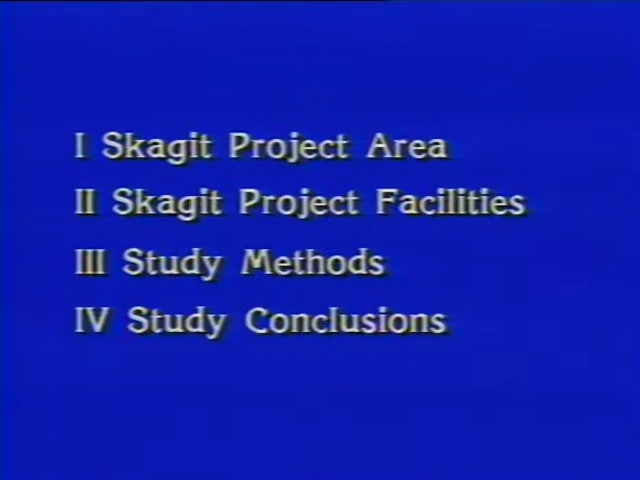 I Skagit Project Area
II Skagit Project Facilities
III Study Methods
IV Study Conclusions